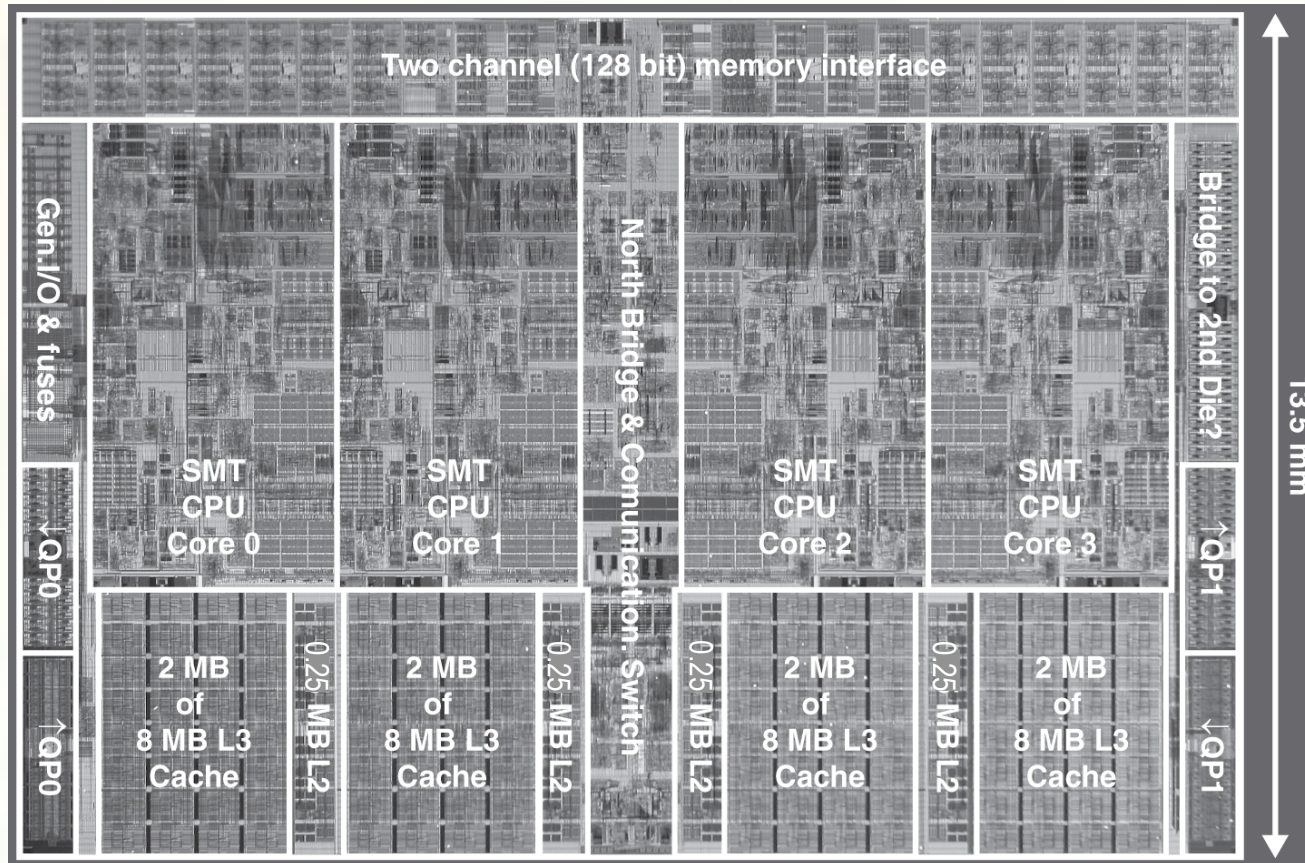 Two channel (128 bit) memory interface
Gen.I/O & fuses
SMT
CPU
Core 0
SMT
CPU
Core 1
North Bridge & Comunication. Switch
SMT
CPU
Core 2
SMT
CPU
Core 3
Bridge to 2nd Die?
13.5 mm
↓QP0
↑QP0
2 MB
of
8 MB L3
Cache
0.25 MB L2
2 MB
of
8 MB L3
Cache
0.25 MB L2
0.25 MB L2
2 MB
of
8 MB L3
Cache
0.25 MB L2
2 MB
of
8 MB L3
Cache
↑QP1
↓QP1